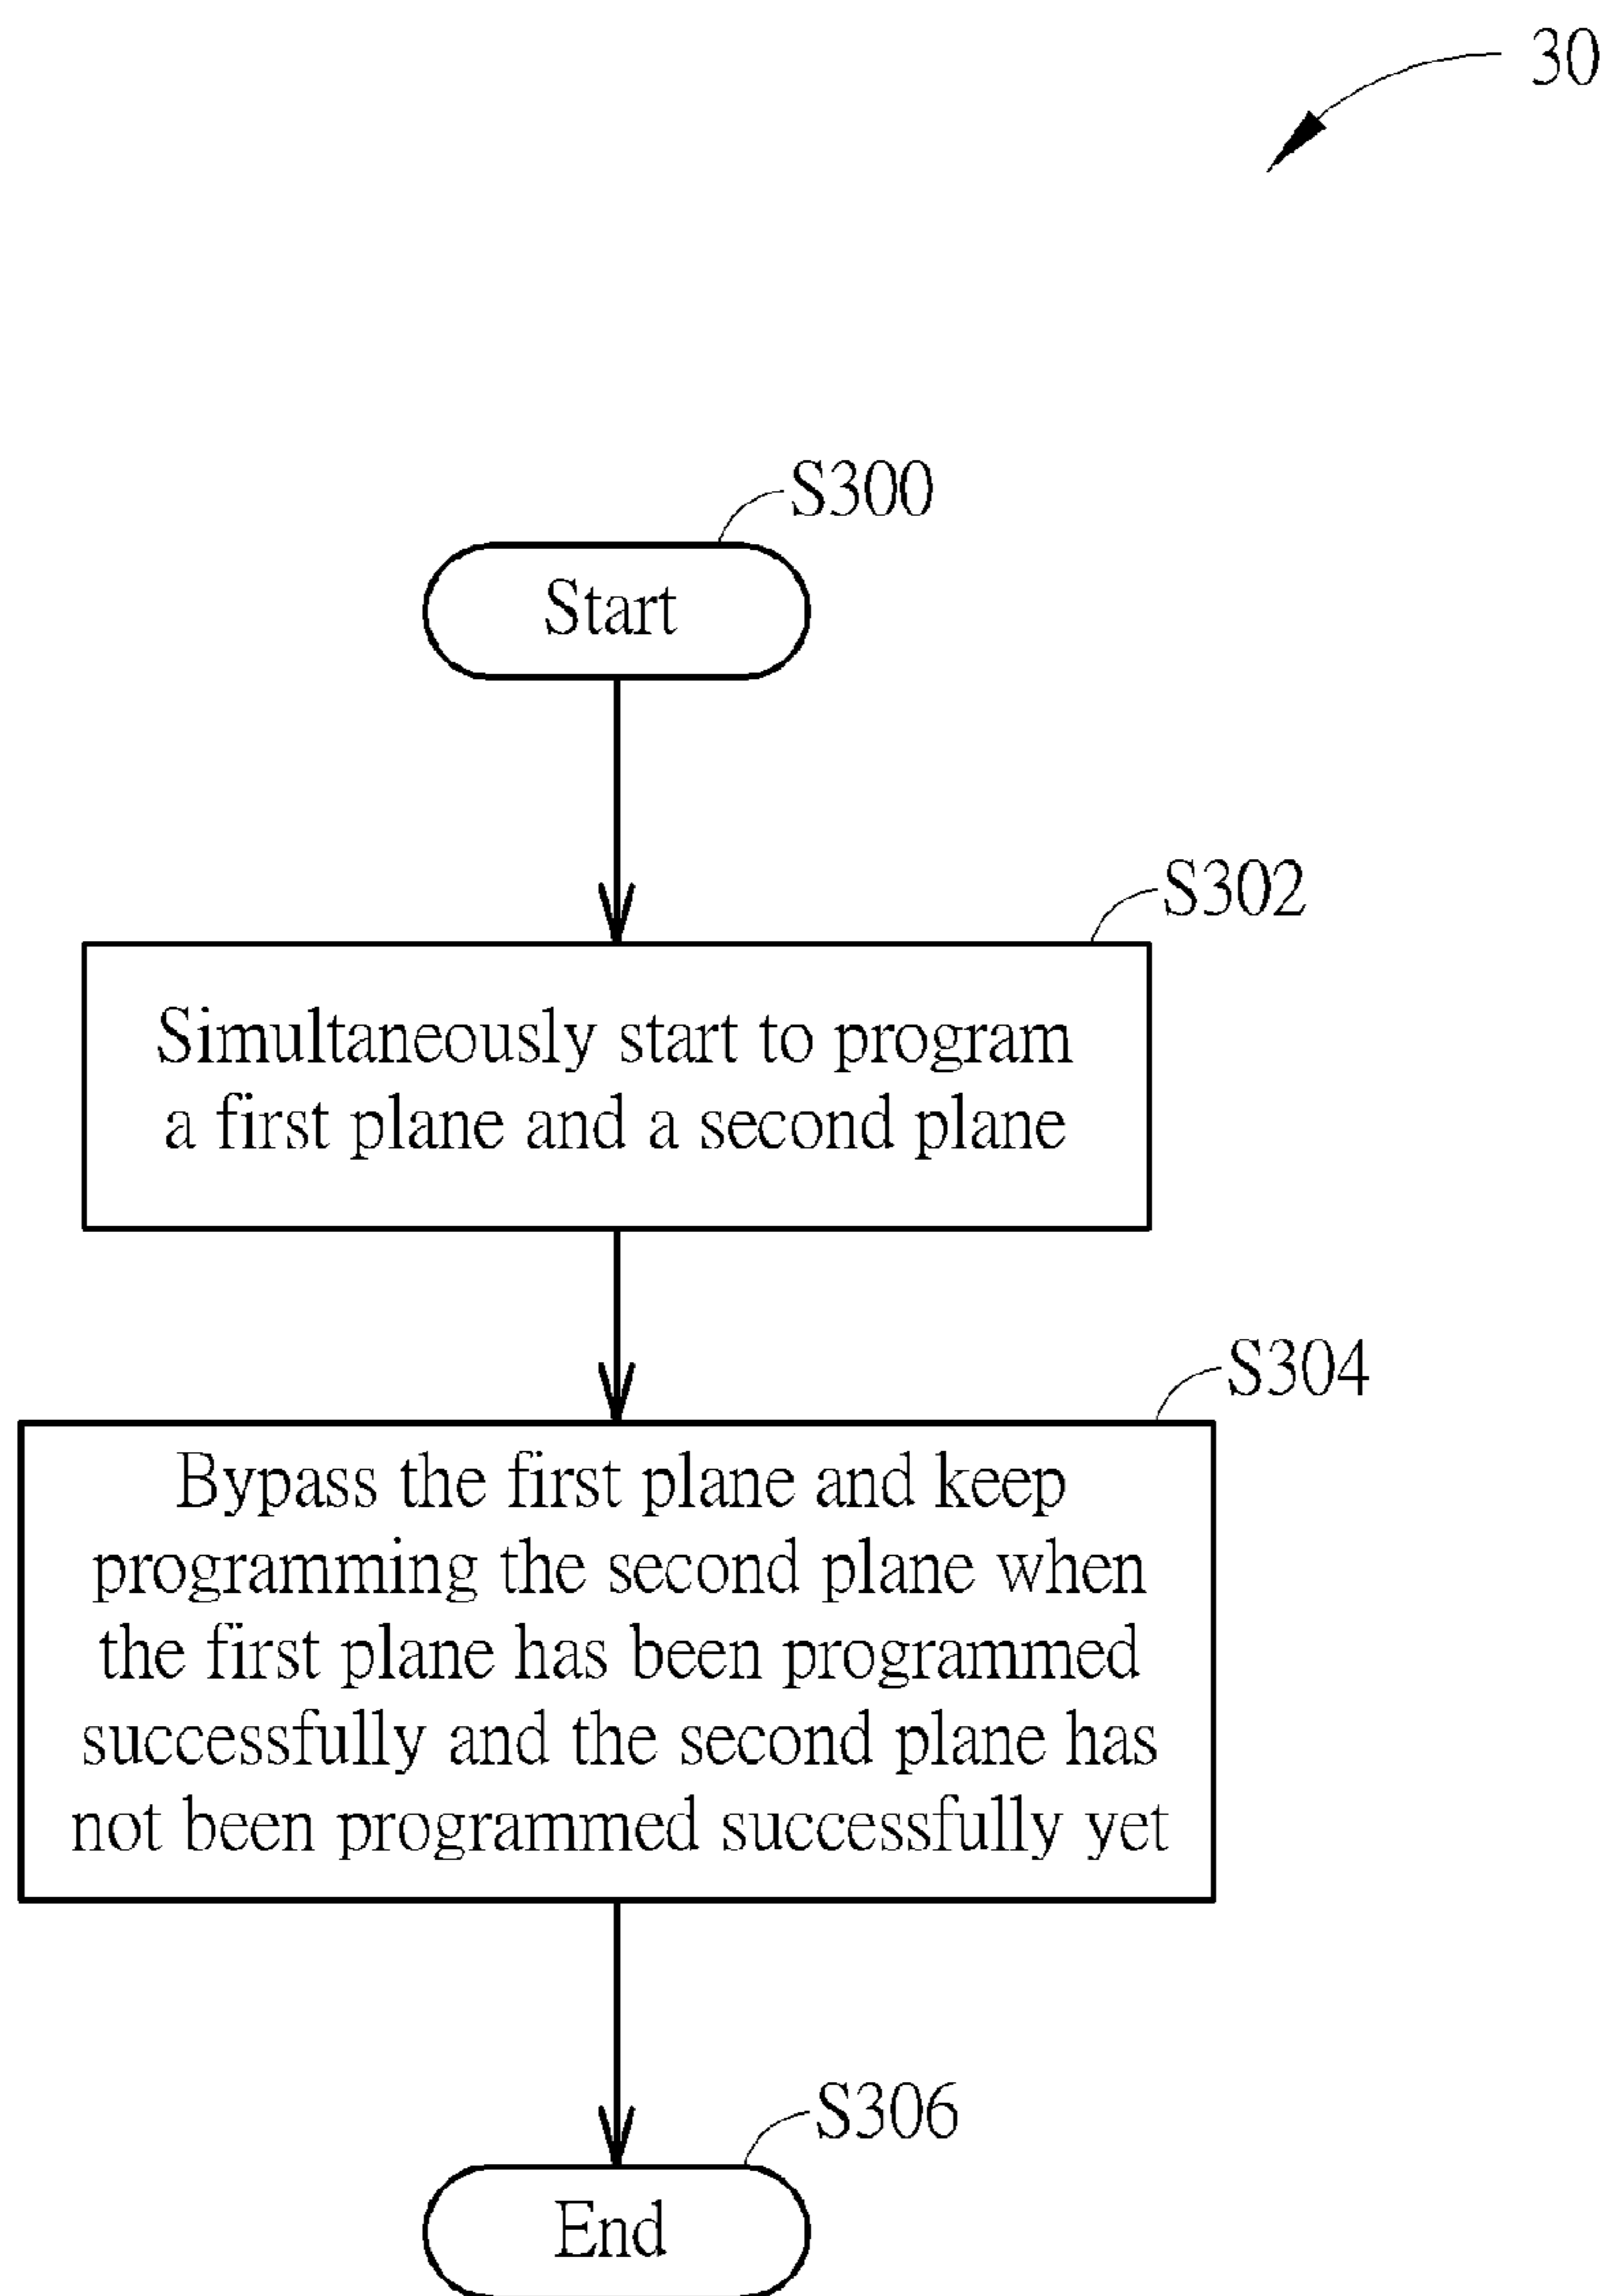 30
S300
Start
S302
Simultaneously start to program
a first plane and a second plane
S304
Bypass the first plane and keep
programming the second plane when
the first plane has been programmed
successfully and the second plane has
not been programmed successfully yet
S306
End